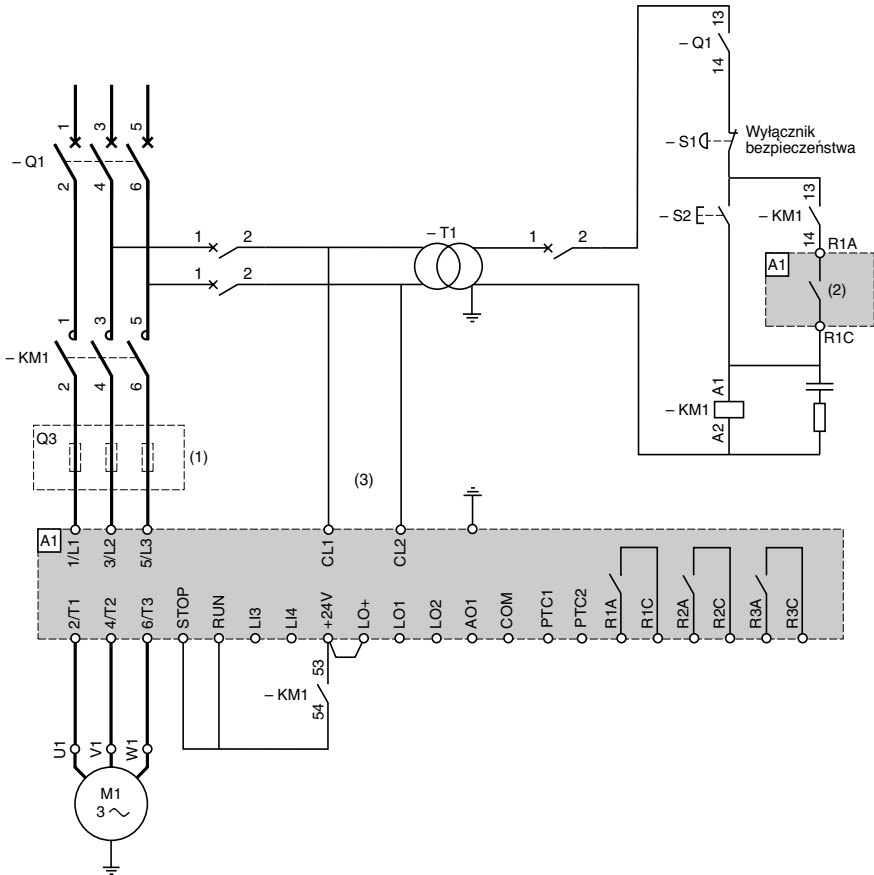 13
– Q1
14
– S1
Wyłącznik
bezpieczeństwa
1
3
5
– Q1
2
4
6
13
– S2
– KM1
14
R1A
1
2
– T1
1
2
A1
(2)
1
2
R1C
1
3
5
– KM1
2
4
6
A1
– KM1
A2
Q3
(1)
(3)
A1
1/L1
3/L2
5/L3
CL1
CL2
2/T1
4/T2
6/T3
STOP
RUN
LI3
LI4
+24V
LO+
LO1
LO2
AO1
COM
PTC1
PTC2
R1A
R1C
R2A
R2C
R3A
R3C
53
– KM1
54
U1
V1
W1
M1
3